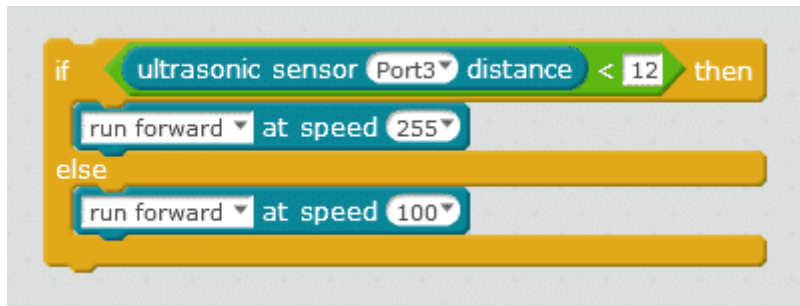 if ultrasonic sensor Port3 distance < 12 then
run forward at speed 255
else
run forward at speed 100